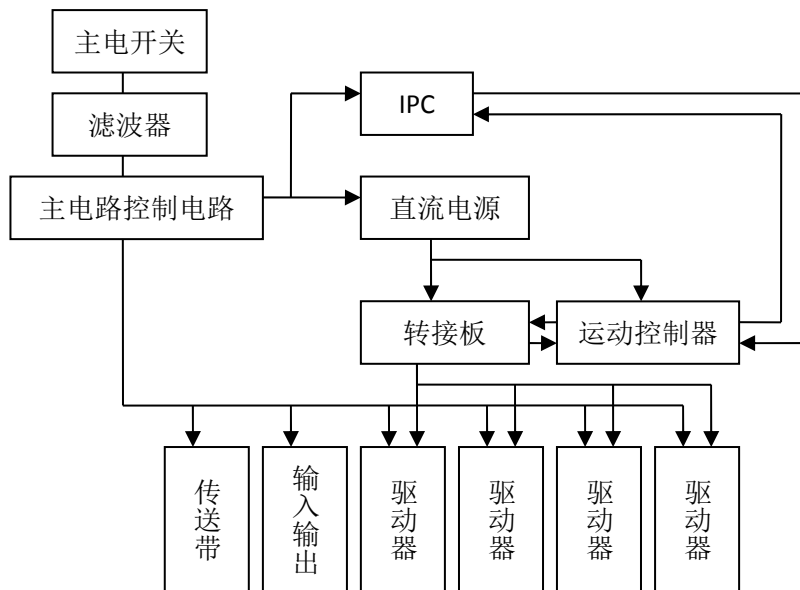 主电开关
滤波器
IPC
主电路控制电路
直流电源
转接板
运动控制器
传送带
输入输出
驱动器
驱动器
驱动器
驱动器